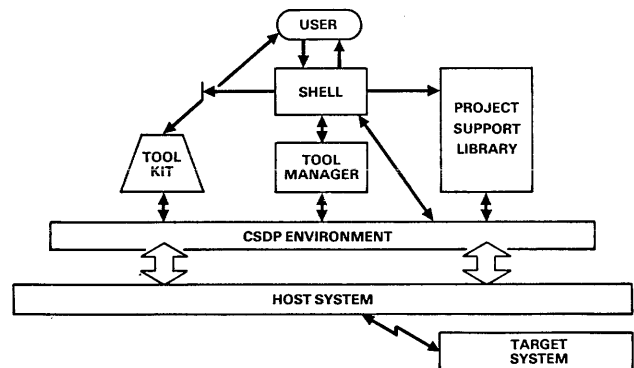 USER
SHELL
PROJECT
SUPPORT
LIBRARY
TOOL
KIT
TOOL
MANAGER
CSDP ENVIRONMENT
HOST SYSTEM
TARGET
SYSTEM